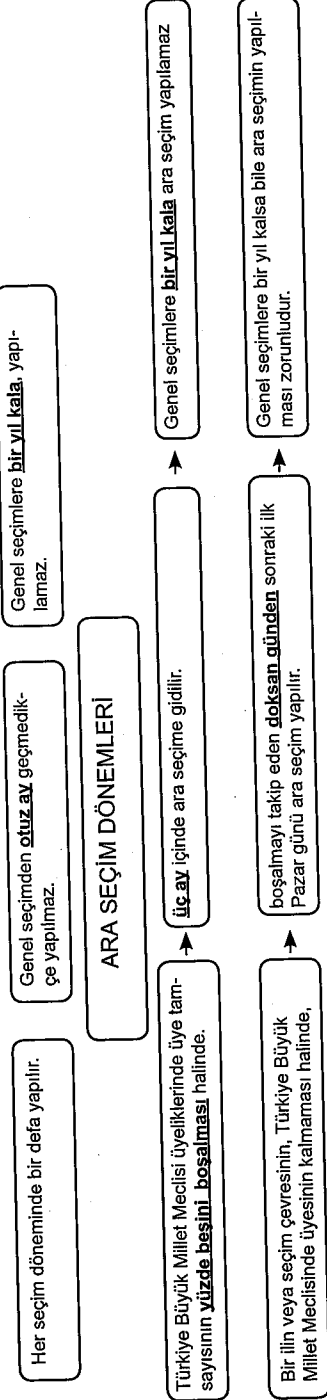 Her seçim döneminde bir defa yapılır.
Genel seçimden otuz ay geçmedik-
çe yapılmaz.
Genel seçimlere bir yıl kala, yapı-
lamaz.
ARA SEÇİM DÖNEMLERİ
Türkiye Büyük Millet Meclisi üyeliklerinde üye tam-
sayısının yüzde beşini boşalması halinde.
üç ay içinde ara seçime gidilir.
Genel seçimlere bir yıl kala ara seçim yapılamaz
Bir ilin veya seçim çevresinin, Türkiye Büyük
Millet Meclisinde üyesinin kalmaması halinde,
boşalmayı takip eden doksan günden sonraki ilk
Pazar günü ara seçim yapılır.
Genel seçimlere bir yıl kalsa bile ara seçimin yapıl-
ması zorunludur.